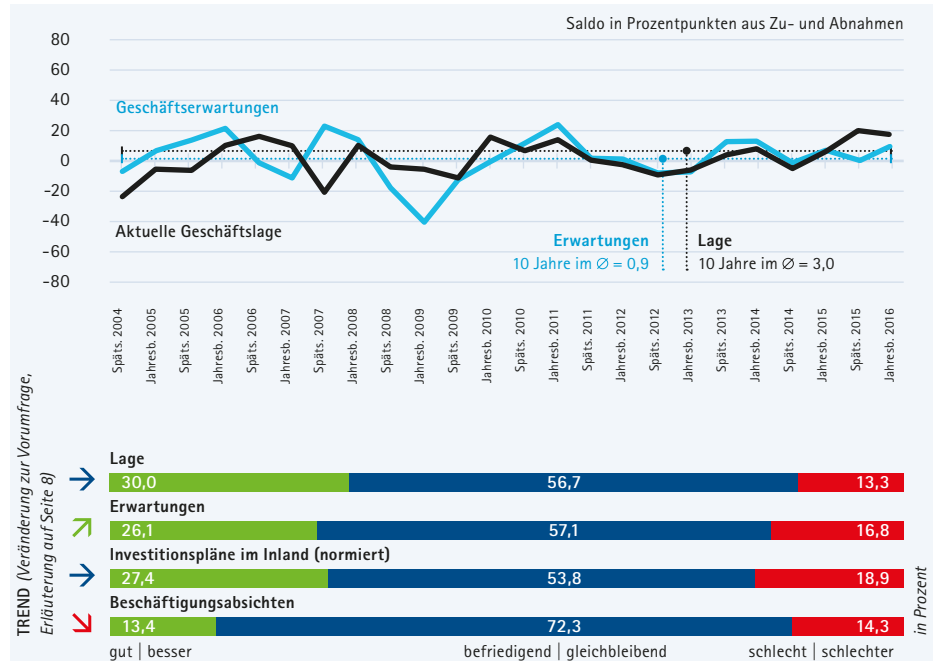 Saldo in Prozentpunkten aus Zu- und Abnahmen
80
60
40
20
0
-20
-40
-60
-80
Geschäftserwartungen
Aktuelle Geschäftslage
Erwartungen
10 Jahre im Ø = 0,9
Lage
10 Jahre im Ø = 3,0
Späts. 2004
Jahresb. 2005
Späts. 2005
Jahresb. 2006
Späts. 2006
Jahresb. 2007
Späts. 2007
Jahresb. 2008
Späts. 2008
Jahresb. 2009
Späts. 2009
Jahresb. 2010
Späts. 2010
Jahresb. 2011
Späts. 2011
Jahresb. 2012
Späts. 2012
Jahresb. 2013
Späts. 2013
Jahresb. 2014
Späts. 2014
Jahresb. 2015
Späts. 2015
Jahresb. 2016
TREND (Veränderung zur Vorumfrage,
Erläuterung auf Seite 8)
Lage
30,0 56,7 13,3
Erwartungen
26,1 57,1 16,8
Investitionspläne im Inland (normiert)
27,4 53,8 18,9
Beschäftigungsabsichten
13,4 72,3 14,3
gut | besser befriedigend | gleichbleibend schlecht | schlechter
in Prozent